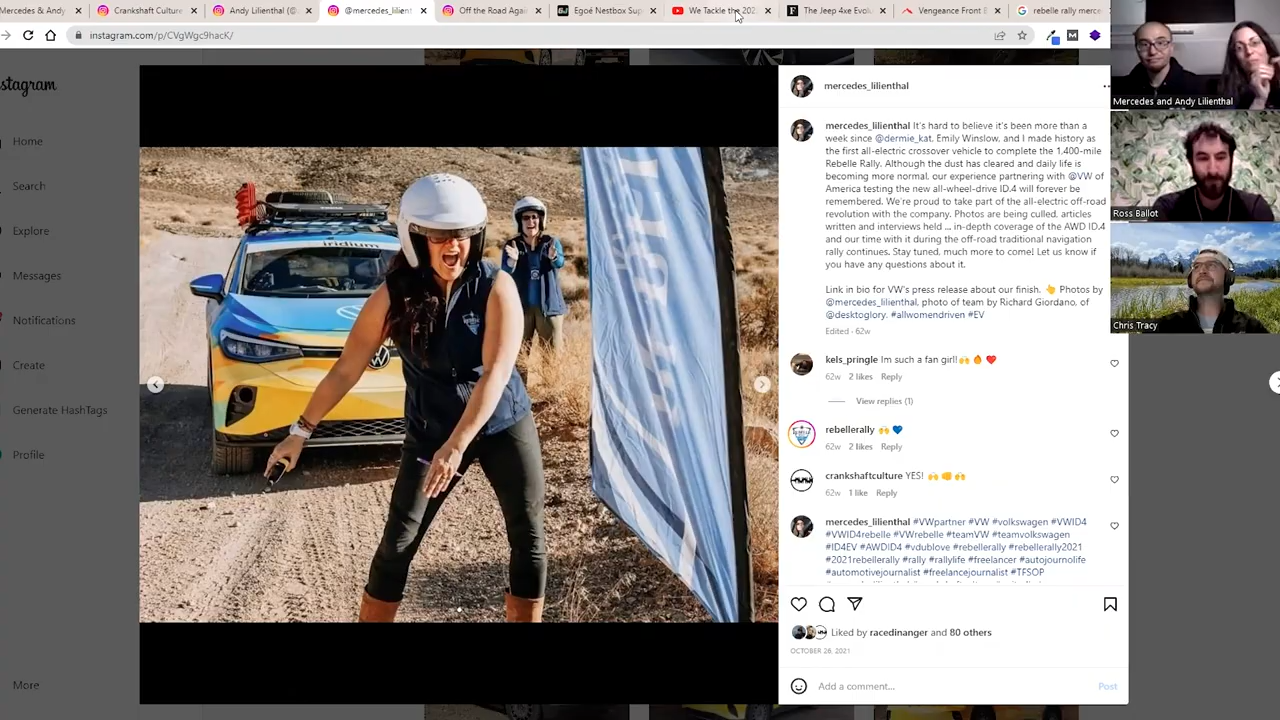 Mercedes & Andy
Crankshaft Culture
Andy Lilienthal (
@mercedes_lilient
Off the Road Agai
Egoé Nestbox Sup
We Tackle the 202
The Jeep 4xe Evolu
Vengeance Front B
rebelle rally merce
instagram.com/p/CVgWgc9hacK/
stagram
Home
Search
Explore
Messages
Notifications
Create
Generate HashTags
Profile
More
iridium
mercedes_lilienthal
mercedes_lilienthal It's hard to believe it's been more than a
week since @dermie_kat, Emily Winslow, and I made history as
the first all-electric crossover vehicle to complete the 1,400-mile
Rebelle Rally. Although the dust has cleared and daily life is
becoming more normal, our experience partnering with @VW of
America testing the new all-wheel-drive ID.4 will forever be
remembered. We're proud to take part of the all-electric off-road
revolution with the company. Photos are being culled, articles
written and interviews held ... in-depth coverage of the AWD ID.4
and our time with it during the off-road traditional navigation
rally continues. Stay tuned, much more to come! Let us know if
you have any questions about it.
Link in bio for VW's press release about our finish. 👆 Photos by
@mercedes_lilienthal, photo of team by Richard Giordano, of
@desktoglory. #allwomendriven #EV
Edited · 62w
kels_pringle Im such a fan girl!🙌 🔥 ❤️
62w 2 likes Reply
View replies (1)
rebellerally 🙌 💙
62w 2 likes Reply
crankshaftculture YES! 🙌 👊 🙌
62w 1 like Reply
mercedes_lilienthal #VWpartner #VW #volkswagen #VWID4
#VWID4rebelle #VWrebelle #teamVW #teamvolkswagen
#ID4EV #AWDID4 #vdublove #rebellerally #rebellerally2021
#2021rebellerally #rally #rallylife #freelancer #autojournolife
#automotivejournalist #freelancejournalist #TFSOP
Liked by racedinanger and 80 others
OCTOBER 26, 2021
Add a comment...
Post
Mercedes and Andy Lilienthal
Ross Ballot
Chris Tracy